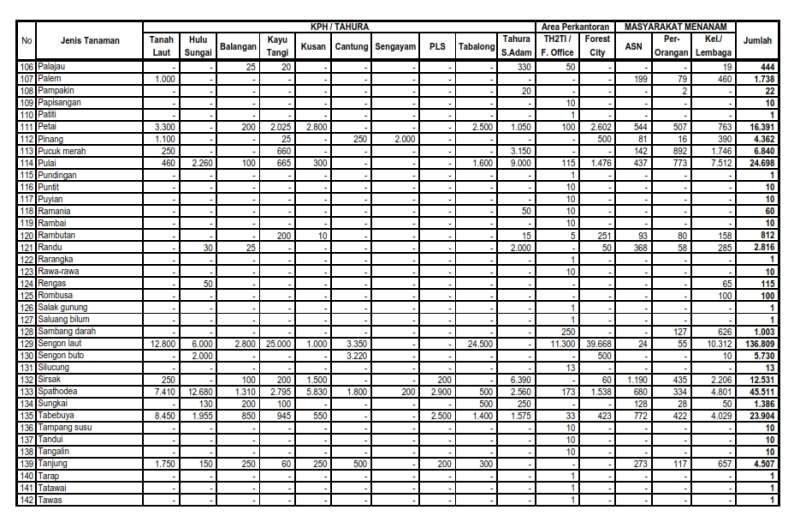 No Jenis Tanaman KPH / TAHURA Area Perkantoran MASYARAKAT MENANAM Jumlah
Tanah Laut Hulu Sungai Balangan Kayu Tangi Kusan Cantung Sengayam PLS Tabalong Tahura S.Adam TH2TI / F. Office Forest City ASN Per-Orangan Kel./ Lembaga
106 Palajau - - 25 20 - - - - - 330 50 - - - 19 444
107 Palem 1.000 - - - - - - - - - - - 199 79 460 1.738
108 Pampakin - - - - - - - - - 20 - - - 2 - 22
109 Papisangan - - - - - - - - - - 10 - - - - 10
110 Patiti - - - - - - - - - - 1 - - - - 1
111 Petai 3.300 - 200 2.025 2.800 - - - 2.500 1.050 100 2.602 544 507 763 16.391
112 Pinang 1.100 - - 25 - 250 2.000 - - - - 500 81 16 390 4.362
113 Pucuk merah 250 - - 660 - - - - - 3.150 - - 142 892 1.746 6.840
114 Pulai 460 2.260 100 665 300 - - - 1.600 9.000 115 1.476 437 773 7.512 24.698
115 Pundingan - - - - - - - - - - 1 - - - - 1
116 Puntit - - - - - - - - - - 10 - - - - 10
117 Puyian - - - - - - - - - - 10 - - - - 10
118 Ramania - - - - - - - - - 50 10 - - - - 60
119 Rambai - - - - - - - - - - 10 - - - - 10
120 Rambutan - - - 200 10 - - - - 15 5 251 93 80 158 812
121 Randu - 30 25 - - - - - - 2.000 - 50 368 58 285 2.816
122 Rarangka - - - - - - - - - - 1 - - - - 1
123 Rawa-rawa - - - - - - - - - - 10 - - - - 10
124 Rengas - 50 - - - - - - - - - - - - 65 115
125 Rombusa - - - - - - - - - - - - - - 100 100
126 Salak gunung - - - - - - - - - - 1 - - - - 1
127 Saluang bilum - - - - - - - - - - 1 - - - - 1
128 Sambang darah - - - - - - - - - - 250 - - 127 626 1.003
129 Sengon laut 12.800 6.000 2.800 25.000 1.000 3.350 - - 24.500 - 11.300 39.668 24 55 10.312 136.809
130 Sengon buto - 2.000 - - - 3.220 - - - - - 500 - - 10 5.730
131 Silucung - - - - - - - - - - 13 - - - - 13
132 Sirsak 250 - 100 200 1.500 - - 200 - 6.390 - 60 1.190 435 2.206 12.531
133 Spathodea 7.410 12.680 1.310 2.795 5.830 1.800 200 2.900 500 2.560 173 1.538 680 334 4.801 45.511
134 Sungkai - 130 200 100 - - - - 500 250 - - 128 28 50 1.386
135 Tabebuya 8.450 1.955 850 945 550 - - 2.500 1.400 1.575 33 423 772 422 4.029 23.904
136 Tampang susu - - - - - - - - - - 10 - - - - 10
137 Tandui - - - - - - - - - - 10 - - - - 10
138 Tangalin - - - - - - - - - - 10 - - - - 10
139 Tanjung 1.750 150 250 60 250 500 - 200 300 - - - 273 117 657 4.507
140 Tarap - - - - - - - - - - 1 - - - - 1
141 Tatawai - - - - - - - - - - 1 - - - - 1
142 Tawas - - - - - - - - - - 1 - - - - 1